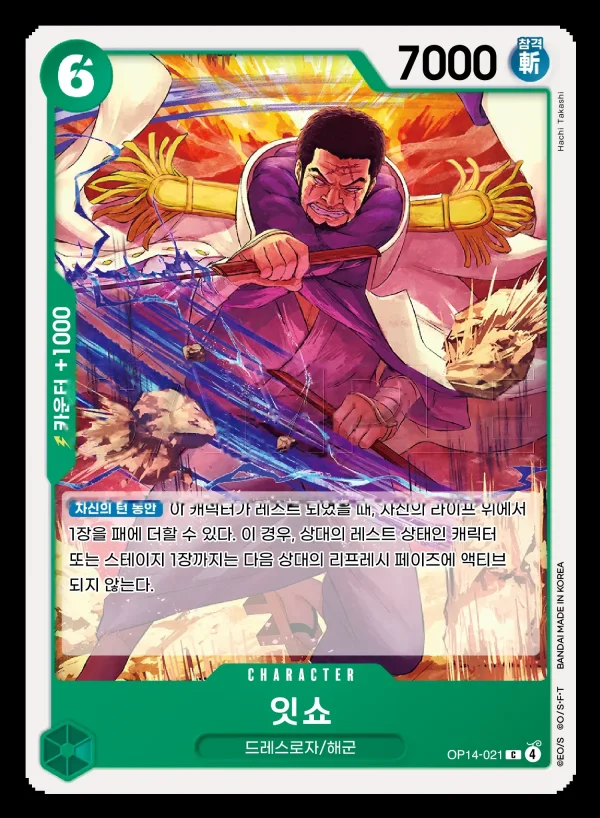 6
7000
참격
斬
Hachi Takashi
카운터 +1000
SAMPLE
차신의 턴 동안 이 캐릭터가 레스트 되었을 때, 자신의 라이프 위에서
1장을 패에 더할 수 있다. 이 경우, 상대의 레스트 상태인 캐릭터
또는 스테이지 1장까지는 다음 상대의 리프레시 페이즈에 액티브
되지 않는다.
CHARACTER
잇쇼
드레스로자/해군
OP14-021 C 4
©EO/S ©O/S·F·T BANDAI MADE IN KOREA